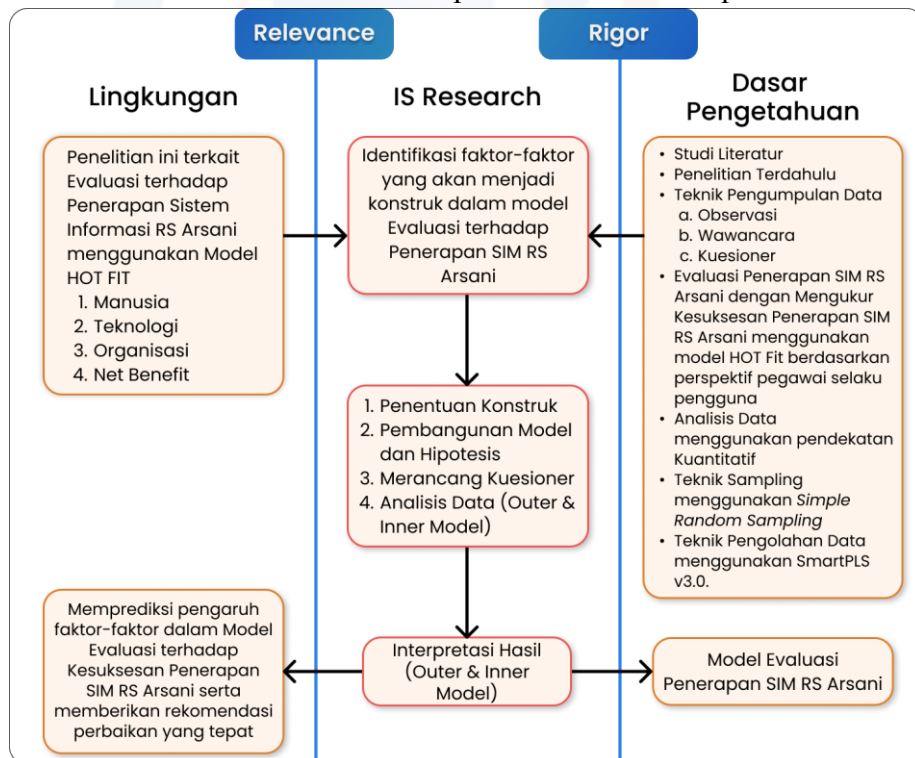 Relevance
Rigor
Lingkungan
IS Research
Dasar
Pengetahuan
Penelitian ini terkait
Evaluasi terhadap
Penerapan Sistem
Informasi RS Arsani
menggunakan Model
HOT FIT
1. Manusia
2. Teknologi
3. Organisasi
4. Net Benefit
Identifikasi faktor-faktor
yang akan menjadi
konstruk dalam model
Evaluasi terhadap
Penerapan SIM RS
Arsani
• Studi Literatur
• Penelitian Terdahulu
• Teknik Pengumpulan Data
a. Observasi
b. Wawancara
c. Kuesioner
• Evaluasi Penerapan SIM RS
Arsani dengan Mengukur
Kesuksesan Penerapan SIM
RS Arsani menggunakan
model HOT Fit berdasarkan
perspektif pegawai selaku
pengguna
• Analisis Data
menggunakan pendekatan
Kuantitatif
• Teknik Sampling
menggunakan Simple
Random Sampling
• Teknik Pengolahan Data
menggunakan SmartPLS
v3.0.
1. Penentuan Konstruk
2. Pembangunan Model
dan Hipotesis
3. Merancang Kuesioner
4. Analisis Data (Outer &
Inner Model)
Memprediksi pengaruh
faktor-faktor dalam Model
Evaluasi terhadap
Kesuksesan Penerapan
SIM RS Arsani serta
memberikan rekomendasi
perbaikan yang tepat
Interpretasi Hasil
(Outer & Inner
Model)
Model Evaluasi
Penerapan SIM RS Arsani